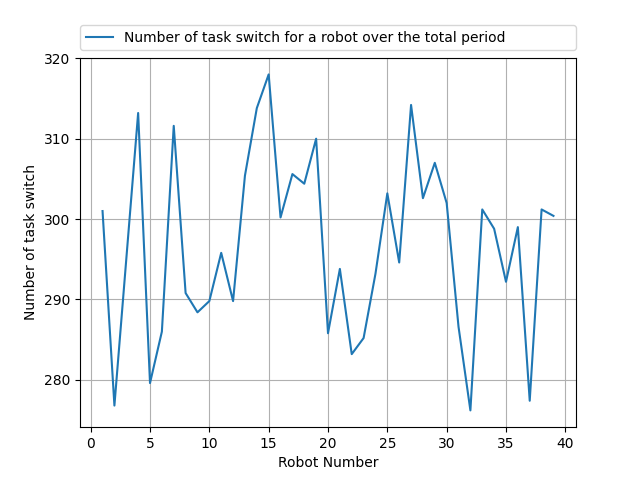 Number of task switch for a robot over the total period
320
310
300
290
280
Number of task switch
0 5 10 15 20 25 30 35 40
Robot Number